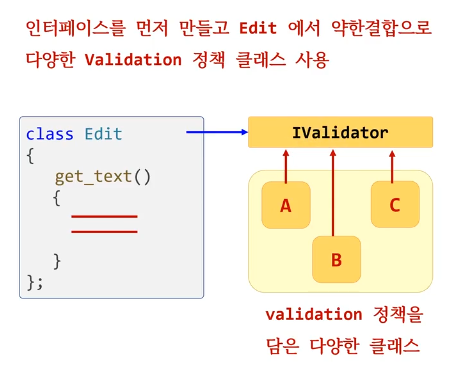 인터페이스를 먼저 만들고 Edit 에서 약한결합으로
다양한 Validation 정책 클래스 사용
class Edit
{
get_text()
{
}
};
IValidator
A
B
C
validation 정책을
담은 다양한 클래스